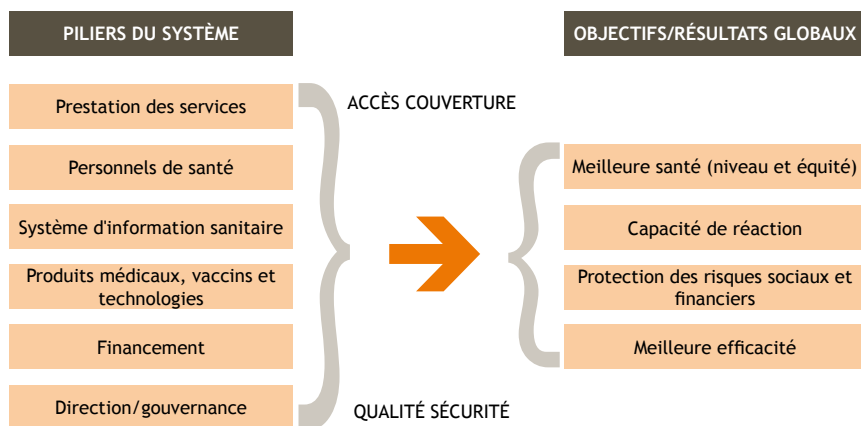 PILIERS DU SYSTÈME
Prestation des services
Personnels de santé
Système d'information sanitaire
Produits médicaux, vaccins et
technologies
Financement
Direction/gouvernance
ACCÈS COUVERTURE
QUALITÉ SÉCURITÉ
OBJECTIFS/RÉSULTATS GLOBAUX
Meilleure santé (niveau et équité)
Capacité de réaction
Protection des risques sociaux et
financiers
Meilleure efficacité